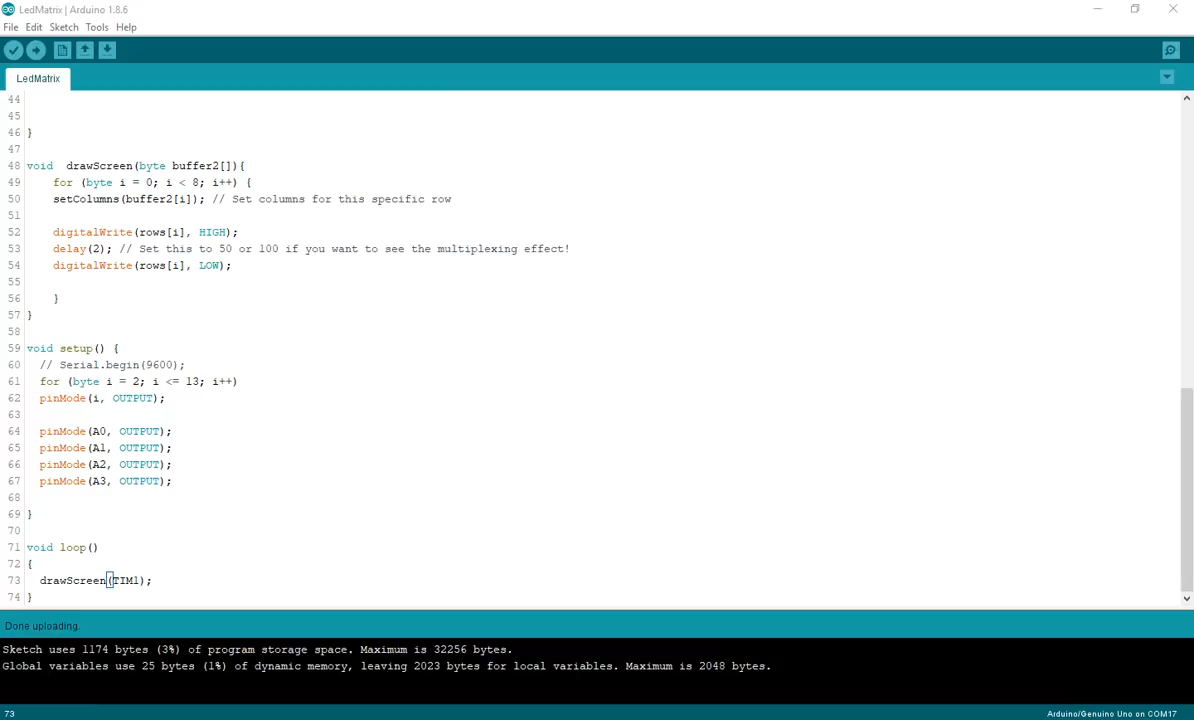 LedMatrix | Arduino 1.8.6
File Edit Sketch Tools Help
LedMatrix
44
45
46 }
47
48 void  drawScreen(byte buffer2[]){
49     for (byte i = 0; i < 8; i++) {
50     setColumns(buffer2[i]); // Set columns for this specific row
51
52     digitalWrite(rows[i], HIGH);
53     delay(2); // Set this to 50 or 100 if you want to see the multiplexing effect!
54     digitalWrite(rows[i], LOW);
55
56     }
57 }
58
59 void setup() {
60   // Serial.begin(9600);
61   for (byte i = 2; i <= 13; i++)
62   pinMode(i, OUTPUT);
63
64   pinMode(A0, OUTPUT);
65   pinMode(A1, OUTPUT);
66   pinMode(A2, OUTPUT);
67   pinMode(A3, OUTPUT);
68
69 }
70
71 void loop()
72 {
73   drawScreen(TIM1);
74 }
Done uploading.
Sketch uses 1174 bytes (3%) of program storage space. Maximum is 32256 bytes.
Global variables use 25 bytes (1%) of dynamic memory, leaving 2023 bytes for local variables. Maximum is 2048 bytes.
73 Arduino/Genuino Uno on COM17